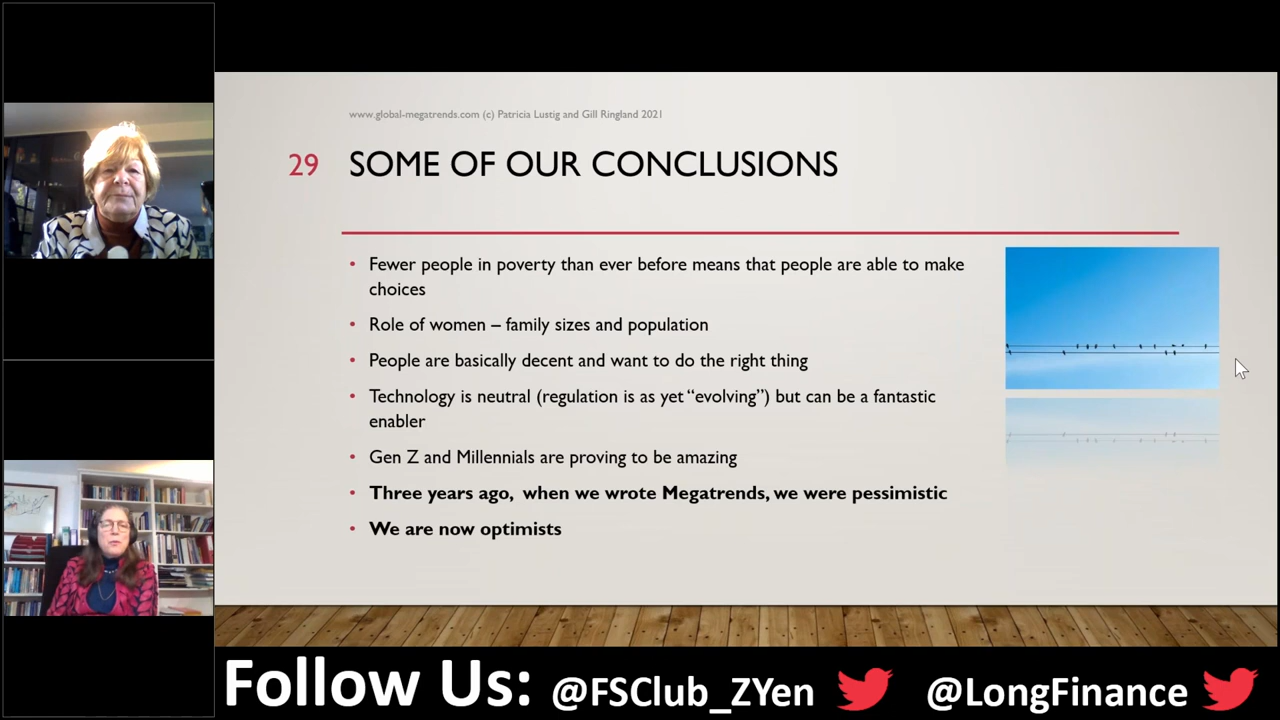 www.global-megatrends.com (c) Patricia Lustig and Gill Ringland 2021
29 SOME OF OUR CONCLUSIONS
• Fewer people in poverty than ever before means that people are able to make
choices
• Role of women – family sizes and population
• People are basically decent and want to do the right thing
• Technology is neutral (regulation is as yet “evolving”) but can be a fantastic
enabler
• Gen Z and Millennials are proving to be amazing
• Three years ago, when we wrote Megatrends, we were pessimistic
• We are now optimists
Follow Us: @FSClub_ZYen @LongFinance